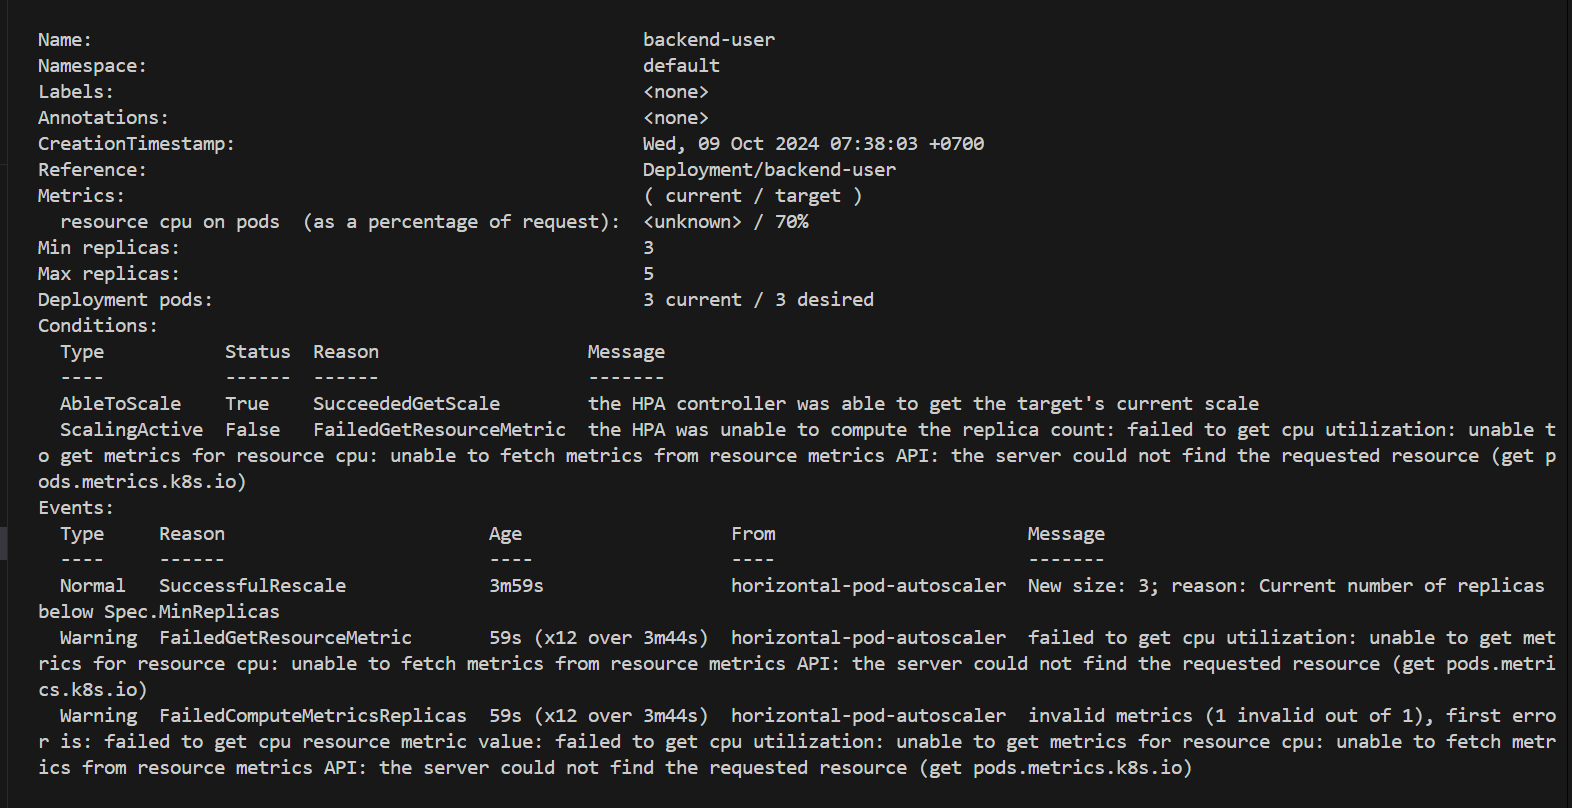 Name: backend-user
Namespace: default
Labels: <none>
Annotations: <none>
CreationTimestamp: Wed, 09 Oct 2024 07:38:03 +0700
Reference: Deployment/backend-user
Metrics: ( current / target )
resource cpu on pods (as a percentage of request): <unknown> / 70%
Min replicas: 3
Max replicas: 5
Deployment pods: 3 current / 3 desired
Conditions:
Type Status Reason Message
---- ------ ------ -------
AbleToScale True SucceededGetScale the HPA controller was able to get the target's current scale
ScalingActive False FailedGetResourceMetric the HPA was unable to compute the replica count: failed to get cpu utilization: unable t
o get metrics for resource cpu: unable to fetch metrics from resource metrics API: the server could not find the requested resource (get p
ods.metrics.k8s.io)
Events:
Type Reason Age From Message
---- ------ ---- ---- -------
Normal SuccessfulRescale 3m59s horizontal-pod-autoscaler New size: 3; reason: Current number of replicas
below Spec.MinReplicas
Warning FailedGetResourceMetric 59s (x12 over 3m44s) horizontal-pod-autoscaler failed to get cpu utilization: unable to get met
rics for resource cpu: unable to fetch metrics from resource metrics API: the server could not find the requested resource (get pods.metri
cs.k8s.io)
Warning FailedComputeMetricsReplicas 59s (x12 over 3m44s) horizontal-pod-autoscaler invalid metrics (1 invalid out of 1), first erro
r is: failed to get cpu resource metric value: failed to get cpu utilization: unable to get metrics for resource cpu: unable to fetch metr
ics from resource metrics API: the server could not find the requested resource (get pods.metrics.k8s.io)